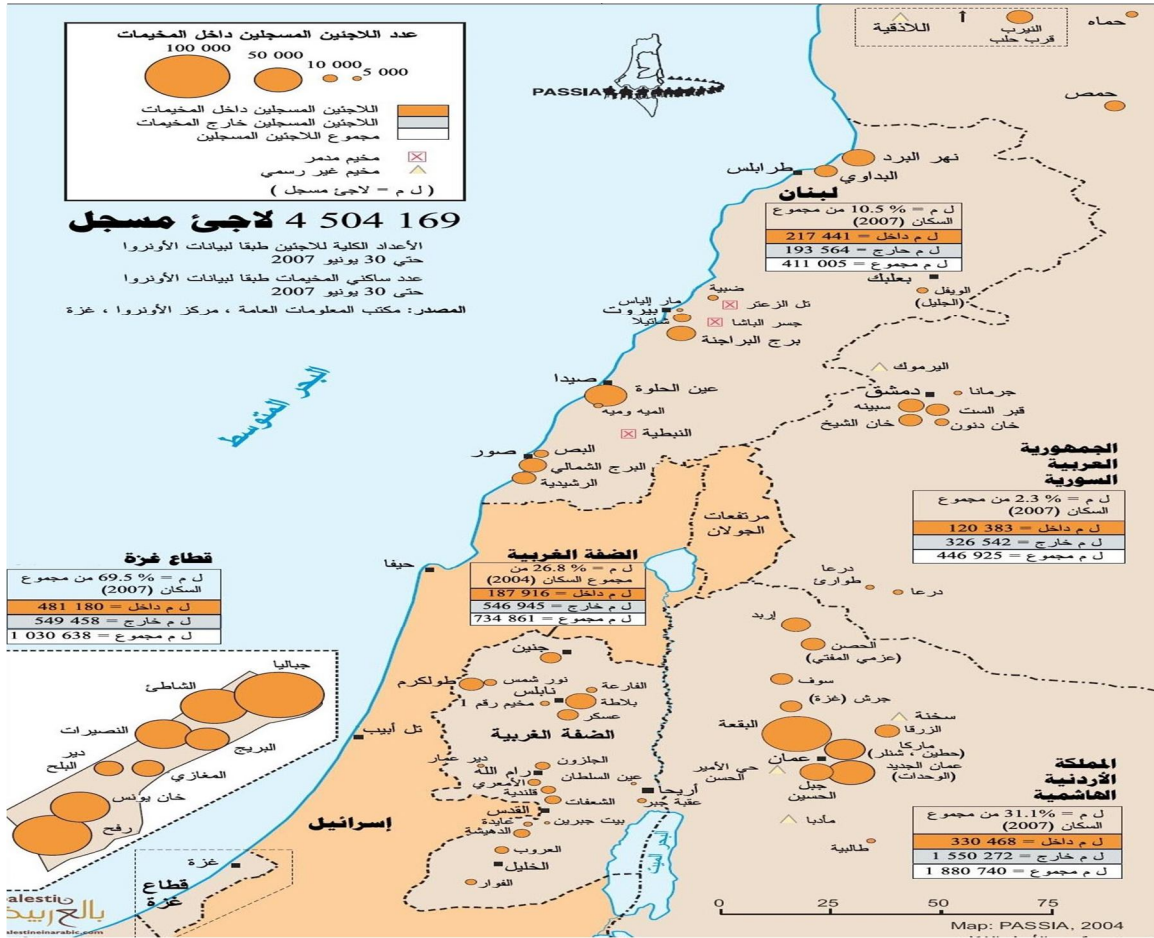 عدد اللاجئين المسجلين داخل المخيمات
100 000
50 000
10 000
5 000
اللاجئين المسجلين داخل المخيمات
اللاجئين المسجلين خارج المخيمات
مجموع اللاجئين المسجلين
مخيم مدمر
مخيم غير رسمي
( ل م = لاجئ مسجل )
4 504 169 لاجئ مسجل
الأعداد الكلية للاجئين طبقا لبيانات الأونروا
حتى 30 يونيو 2007
عدد ساكني المخيمات طبقا لبيانات الأونروا
حتى 30 يونيو 2007
المصدر: مكتب المعلومات العامة ، مركز الأونروا ، غزة
PASSIA
حماه
النيرب
قرب حلب
اللاذقية
حمص
نهر البرد
البداوي
طرابلس
لبنان
ل م = % 10.5 من مجموع
السكان (2007)
ل م داخل = 217 441
ل م خارج = 193 564
ل م مجموع = 411 005
بعلبك
الويفل
(الجليل)
ضبية
تل الزعتر
مار إلياس
بيروت
جسر الباشا
شاتيلا
برج البراجنة
صيدا
عين الحلوة
الميه وميه
النبطية
البص
صور
البرج الشمالي
الرشيدية
البحر المتوسط
اليرموك
جرمانا
دمشق
سبينه
قبر الست
خان الشيخ
خان دنون
الجمهورية
العربية
السورية
ل م = % 2.3 من مجموع
السكان (2007)
ل م داخل = 120 383
ل م خارج = 326 542
ل م مجموع = 446 925
مرتفعات
الجولان
حيفا
الضفة الغربية
ل م = % 26.8 من
مجموع السكان (2004)
ل م داخل = 187 916
ل م خارج = 546 945
ل م مجموع = 734 861
قطاع غزة
ل م = % 69.5 من مجموع
السكان (2007)
ل م داخل = 481 180
ل م خارج = 549 458
ل م مجموع = 1 030 638
جباليا
الشاطئ
النصيرات
البريج
دير
البلح
المغازي
خان يونس
رفح
درعا
طوارئ
درعا
إربد
الحصن
(عزمي المفتي)
سوف
جرش (غزة)
سخنة
الزرقا
البقعة
ماركا
(حطين ، شنلر)
عمان
عمان الجديد
(الوحدات)
حي الأمير
الحسن
جبل
الحسين
مادبا
طالبية
المملكة
الأردنية
الهاشمية
ل م = %31.1 من مجموع
السكان (2007)
ل م داخل = 330 468
ل م خارج = 1 550 272
ل م مجموع = 1 880 740
جنين
نور شمس
طولكرم
الفارعة
نابلس
مخيم رقم 1
بلاطة
عسكر
الضفة الغربية
تل أبيب
دير عمار
الجلزون
رام الله
الأمعري
عين السلطان
قلندية
أريحا
الشعفات
عقبة جبر
القدس
عايدة
بيت جبرين
الدهيشة
العروب
الخليل
الفوار
إسرائيل
غزة
قطاع
غزة
البحر الميت
0 25 50 75
Map: PASSIA, 2004
alestin
بالعربية
alestineinarabic.com